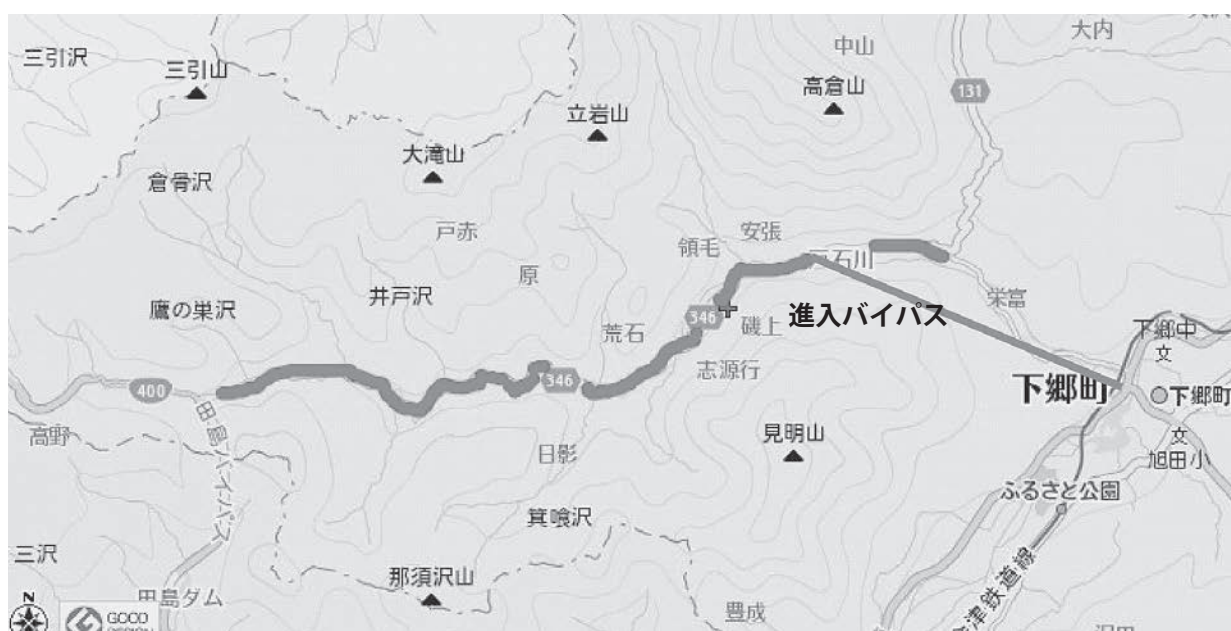 大内
三引沢
中山
三引山
高倉山
131
立岩山
大滝山
倉骨沢
戸赤
安張
領毛
原
石川
井戸沢
鷹の巣沢
栄富
進入バイパス
346
磯上
荒石
下郷中
文
志源行
346
400
下郷町
下郷町
田島バイパス
高野
見明山
文
日影
旭田小
ふるさと公園
箕喰沢
三沢
那須沢山
田島ダム
津鉄道線
N
豊成
GOOD